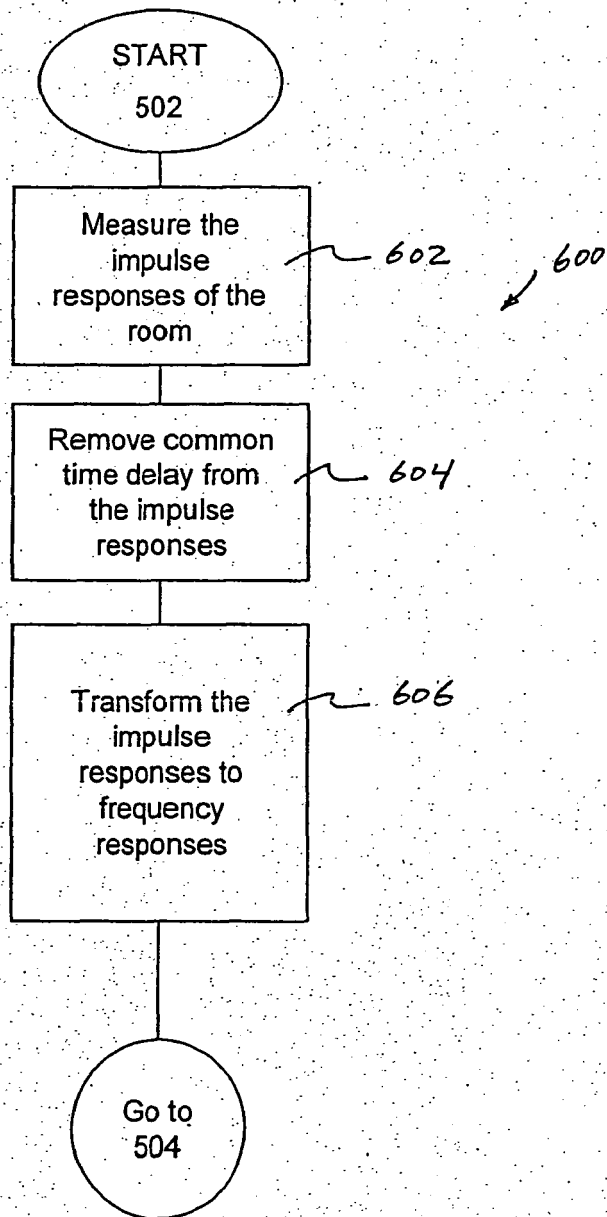 START
502
Measure the
impulse
responses of the
room
602
600
Remove common
time delay from
the impulse
responses
604
Transform the
impulse
responses to
frequency
responses
606
Go to
504